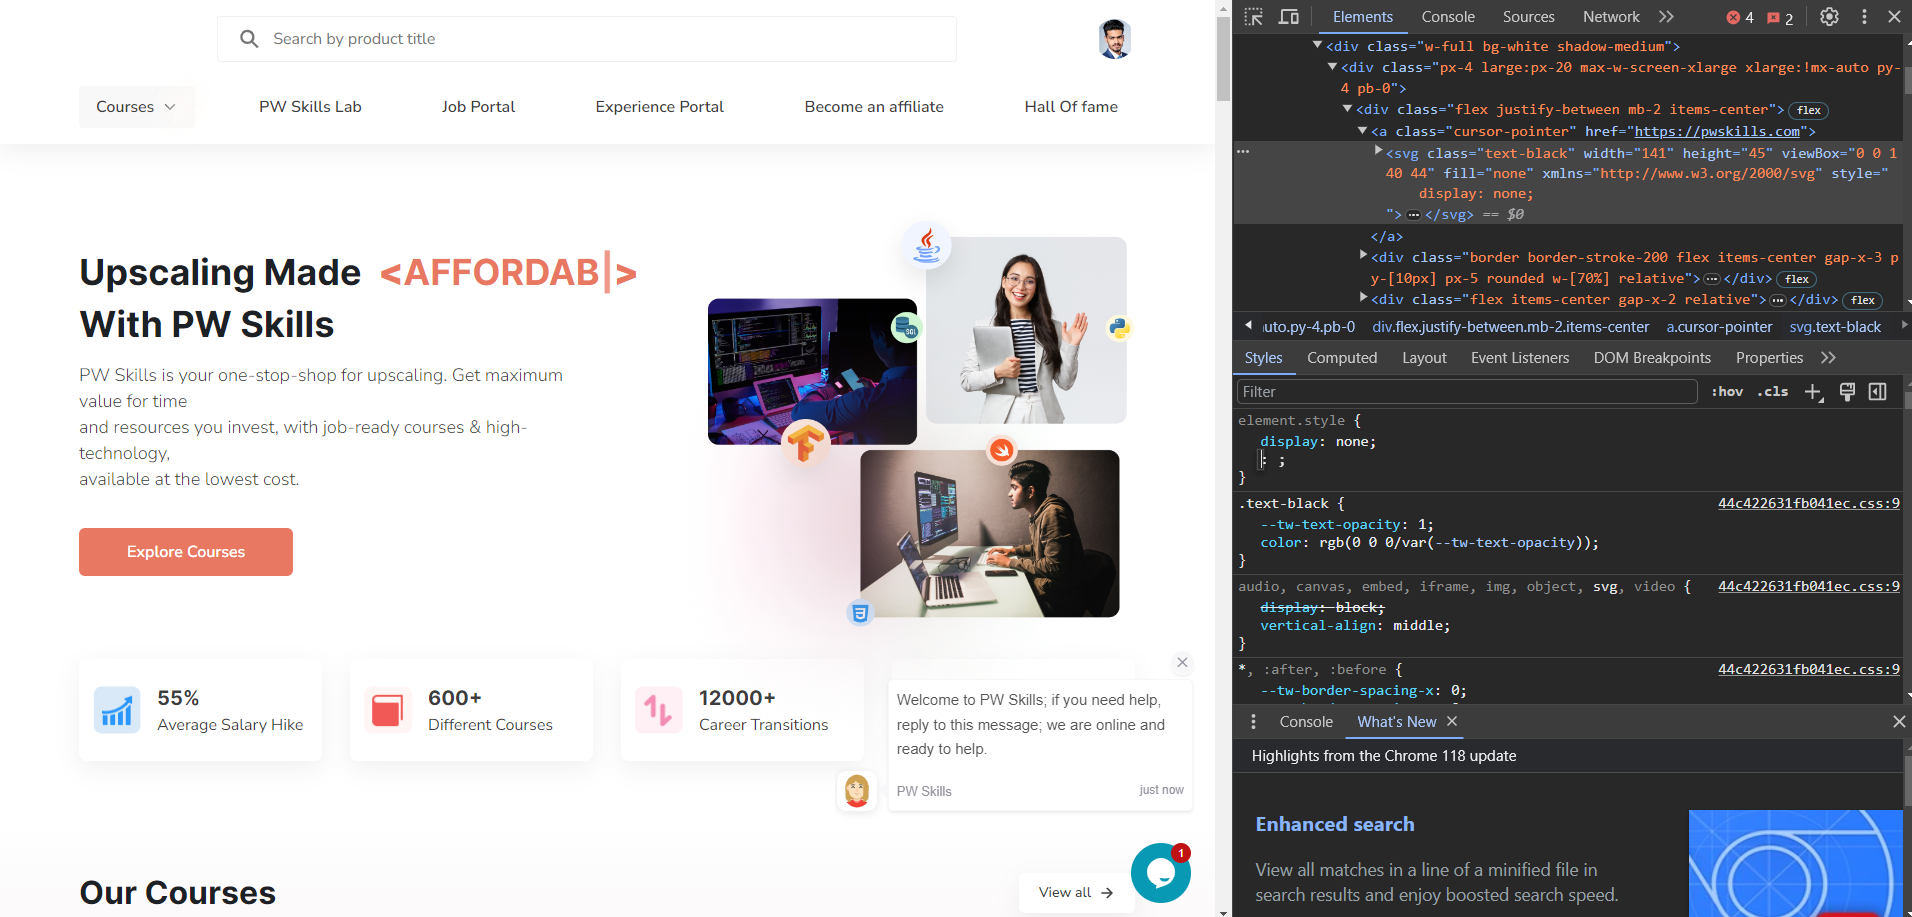 Search by product title
Courses
PW Skills Lab
Job Portal
Experience Portal
Become an affiliate
Hall Of fame
Upscaling Made <AFFORDAB|>
With PW Skills
PW Skills is your one-stop-shop for upscaling. Get maximum
value for time
and resources you invest, with job-ready courses & high-
technology,
available at the lowest cost.
Explore Courses
SQL
55%
Average Salary Hike
600+
Different Courses
12000+
Career Transitions
Welcome to PW Skills; if you need help,
reply to this message; we are online and
ready to help.
PW Skills
just now
1
Our Courses
View all
Elements
Console
Sources
Network
4
2
<div class="w-full bg-white shadow-medium">
<div class="px-4 large:px-20 max-w-screen-xlarge xlarge:!mx-auto py-
4 pb-0">
<div class="flex justify-between mb-2 items-center"> flex
<a class="cursor-pointer" href="https://pwskills.com">
<svg class="text-black" width="141" height="45" viewBox="0 0 1
40 44" fill="none" xmlns="http://www.w3.org/2000/svg" style="
display: none;
"> … </svg> == $0
</a>
<div class="border border-stroke-200 flex items-center gap-x-3 p
y-[10px] px-5 rounded w-[70%] relative"> … </div> flex
<div class="flex items-center gap-x-2 relative"> … </div> flex
uto.py-4.pb-0
div.flex.justify-between.mb-2.items-center
a.cursor-pointer
svg.text-black
Styles
Computed
Layout
Event Listeners
DOM Breakpoints
Properties
Filter
:hov
.cls
element.style {
display: none;
: ;
}
.text-black {
44c422631fb041ec.css:9
--tw-text-opacity: 1;
color: rgb(0 0 0/var(--tw-text-opacity));
}
audio, canvas, embed, iframe, img, object, svg, video {
44c422631fb041ec.css:9
display: block;
vertical-align: middle;
}
*, :after, :before {
44c422631fb041ec.css:9
--tw-border-spacing-x: 0;
Console
What's New
Highlights from the Chrome 118 update
Enhanced search
View all matches in a line of a minified file in
search results and enjoy boosted search speed.